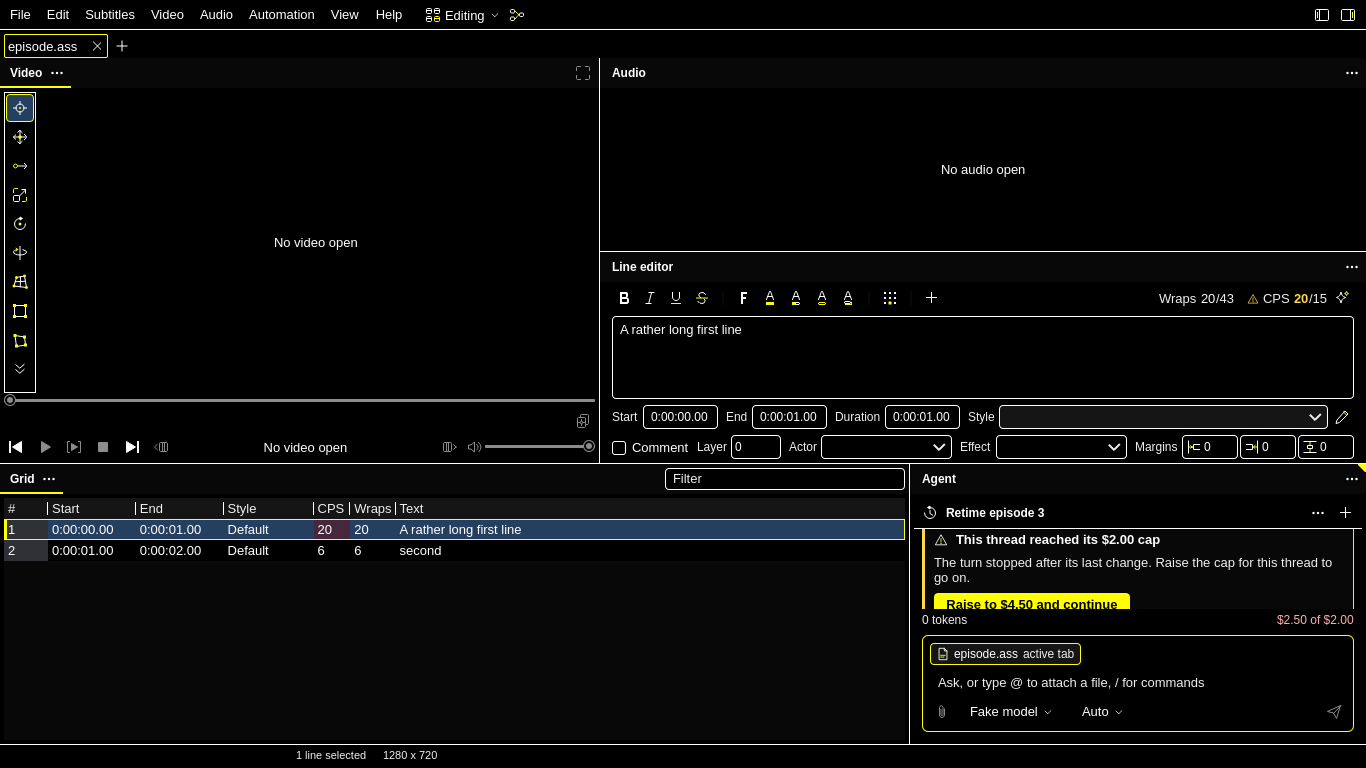 File Edit Subtitles Video Audio Automation View Help Editing
episode.ass
Video
No video open
No video open
Audio
No audio open
Line editor
B I U S F A A A A Wraps 20/43 CPS 20/15
A rather long first line
Start 0:00:00.00 End 0:00:01.00 Duration 0:00:01.00 Style
Comment Layer 0 Actor Effect Margins 0 0 0
Grid Filter
# Start End Style CPS Wraps Text
1 0:00:00.00 0:00:01.00 Default 20 20 A rather long first line
2 0:00:01.00 0:00:02.00 Default 6 6 second
Agent
Retime episode 3
This thread reached its $2.00 cap
The turn stopped after its last change. Raise the cap for this thread to
go on.
Raise to $4.50 and continue
0 tokens $2.50 of $2.00
episode.ass active tab
Ask, or type @ to attach a file, / for commands
Fake model Auto
1 line selected 1280 x 720